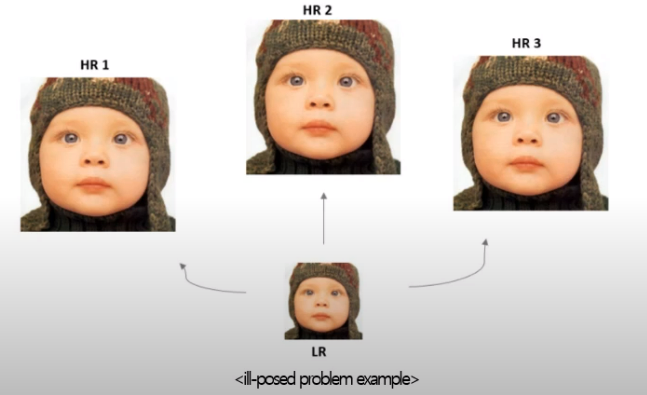 HR 2
HR 1
HR 3
LR
<ill-posed problem example>